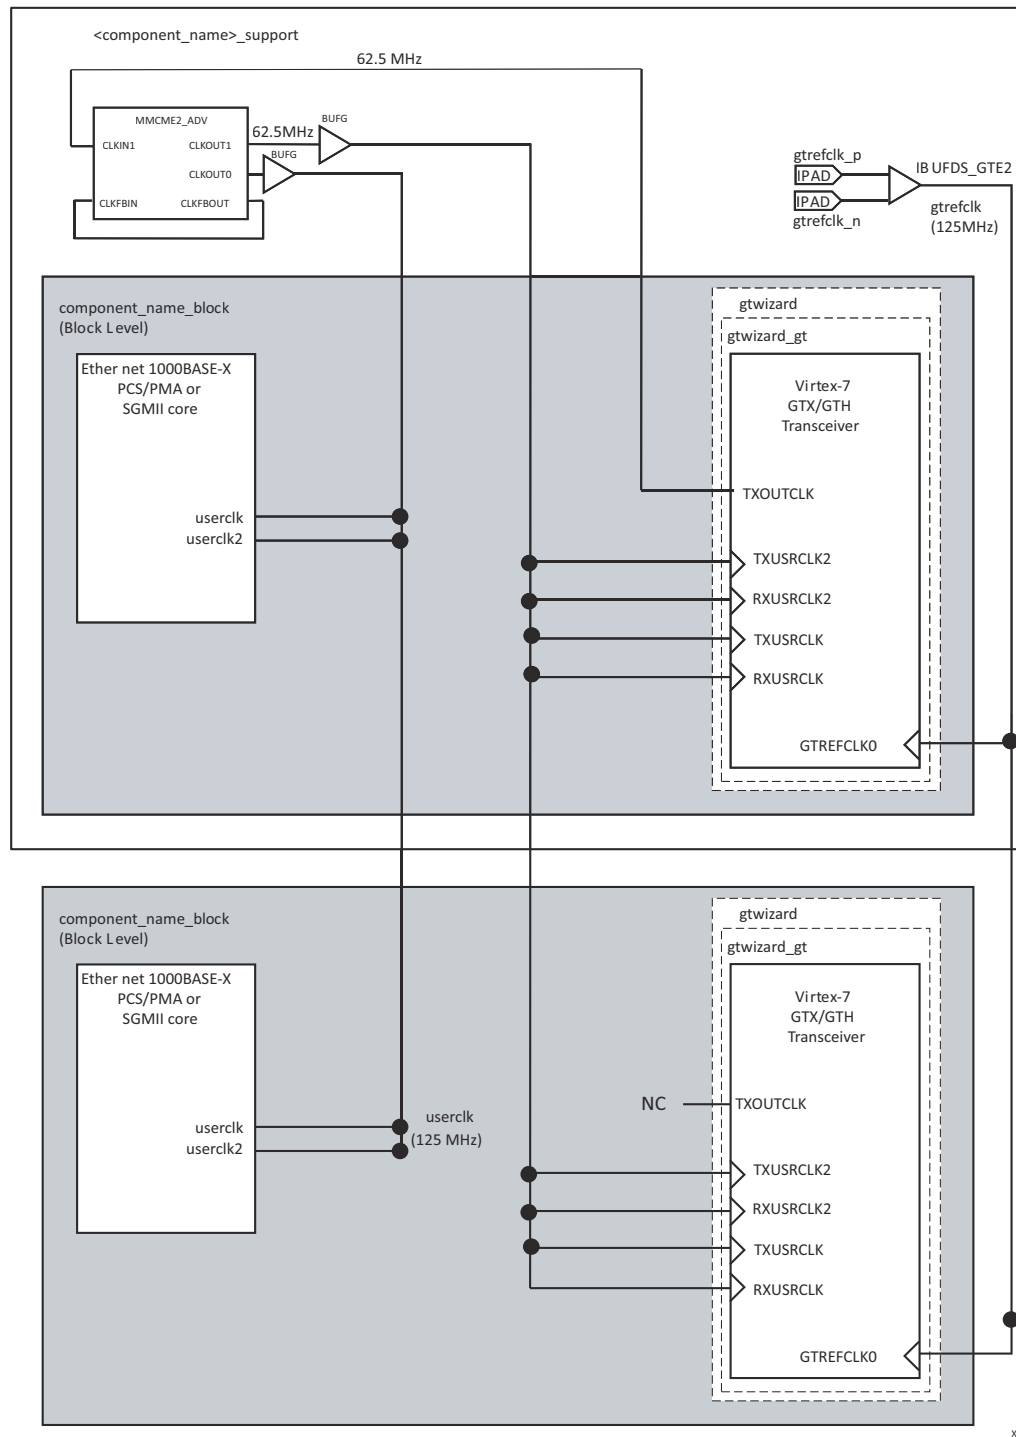 <component_name>_support
62.5 MHz
MMCME2_ADV
CLKIN1
CLKOUT1
CLKOUT0
CLKFBIN
CLKFBOUT
62.5MHz
BUFG
BUFG
gtrefclk_p
IPAD
IPAD
gtrefclk_n
IBUFDS_GTE2
gtrefclk
(125MHz)
component_name_block
(Block Level)
Ether net 1000BASE-X
PCS/PMA or
SGMII core
userclk
userclk2
gtwizard
gtwizard_gt
Virtex-7
GTX/GTH
Transceiver
TXOUTCLK
TXUSRCLK2
RXUSRCLK2
TXUSRCLK
RXUSRCLK
GTREFCLK0
component_name_block
(Block Level)
Ether net 1000BASE-X
PCS/PMA or
SGMII core
userclk
userclk2
userclk
(125 MHz)
gtwizard
gtwizard_gt
Virtex-7
GTX/GTH
Transceiver
NC
TXOUTCLK
TXUSRCLK2
RXUSRCLK2
TXUSRCLK
RXUSRCLK
GTREFCLK0
x